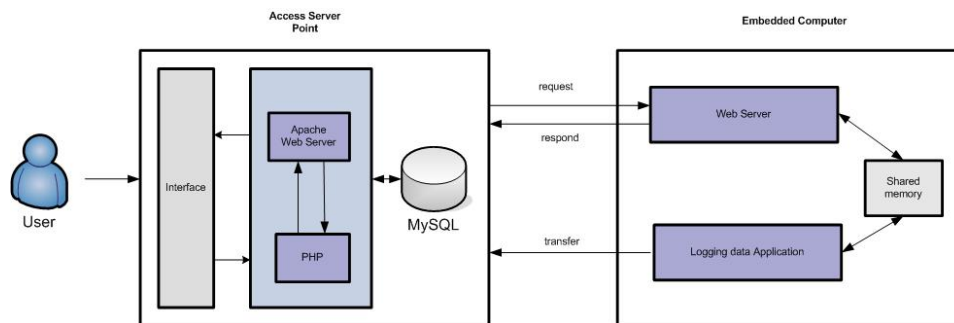 Access Server
Point
Embedded Computer
User
Interface
Apache
Web Server
PHP
MySQL
request
respond
transfer
Web Server
Shared
memory
Logging data Application